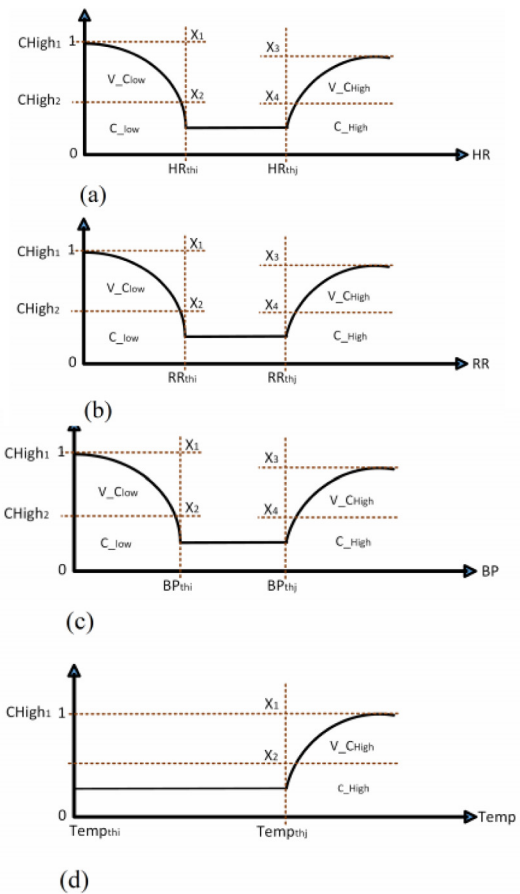 CHigh1 1 X1 X3
V_Clow V_CHigh
CHigh2 X2 X4
C_low C_High
0 HR
HRthi HRthj
(a)
CHigh1 1 X1 X3
V_Clow V_CHigh
CHigh2 X2 X4
C_low C_High
0 RR
RRthi RRthj
(b)
CHigh1 1 X1 X3
V_Clow V_CHigh
CHigh2 X2 X4
C_low C_High
0 BP
BPthi BPthj
(c)
CHigh1 1 X1
V_CHigh
X2
C_High
0 Temp
Tempthi Tempthj
(d)